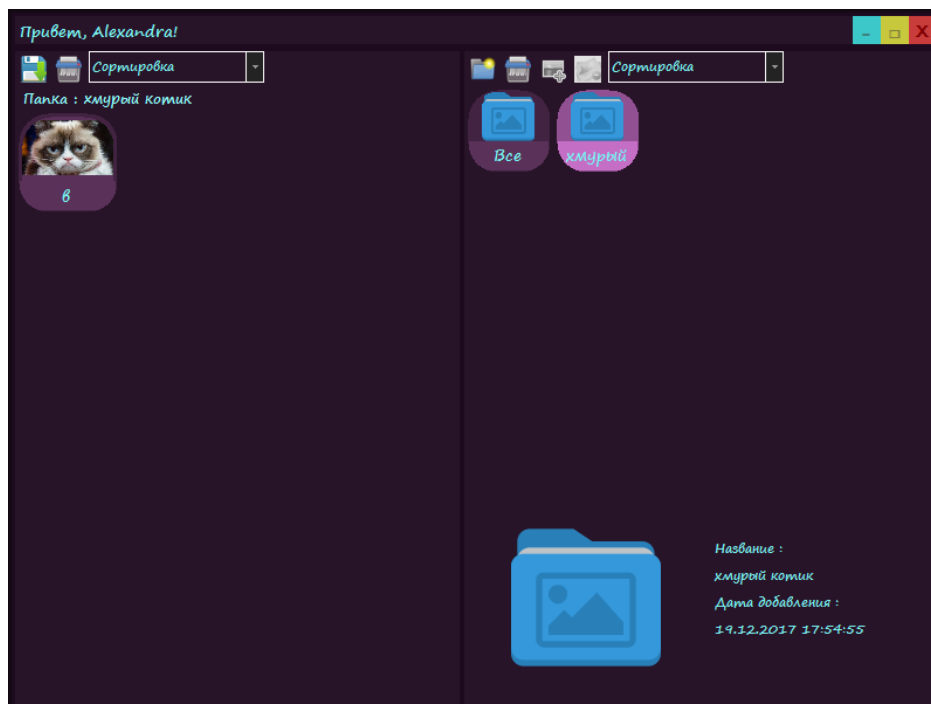 Привет, Alexandra!
Сортировка
Папка : хмурый котик
в
Сортировка
Все
хмурый
Название :
хмурый котик
Дата добавления :
19.12.2017 17:54:55